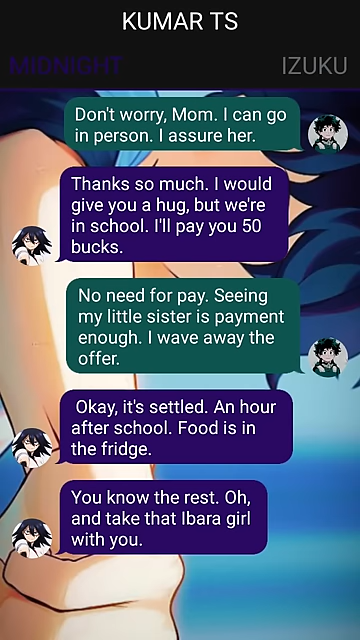 KUMAR TS
MIDNIGHT
IZUKU
Don't worry, Mom. I can go
in person. I assure her.
Thanks so much. I would
give you a hug, but we're
in school. I'll pay you 50
bucks.
No need for pay. Seeing
my little sister is payment
enough. I wave away the
offer.
Okay, it's settled. An hour
after school. Food is in
the fridge.
You know the rest. Oh,
and take that Ibara girl
with you.